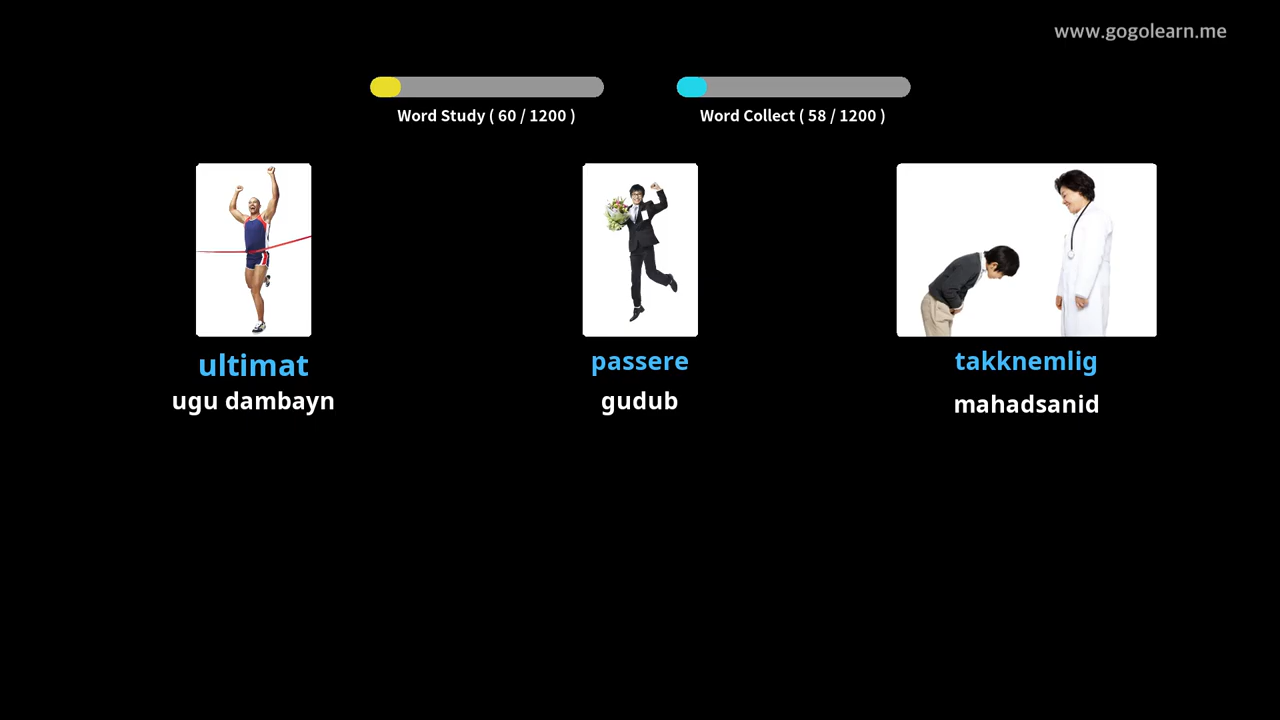 www.gogolearn.me
Word Study ( 60 / 1200 )
Word Collect ( 58 / 1200 )
ultimat
ugu dambayn
passere
gudub
takknemlig
mahadsanid